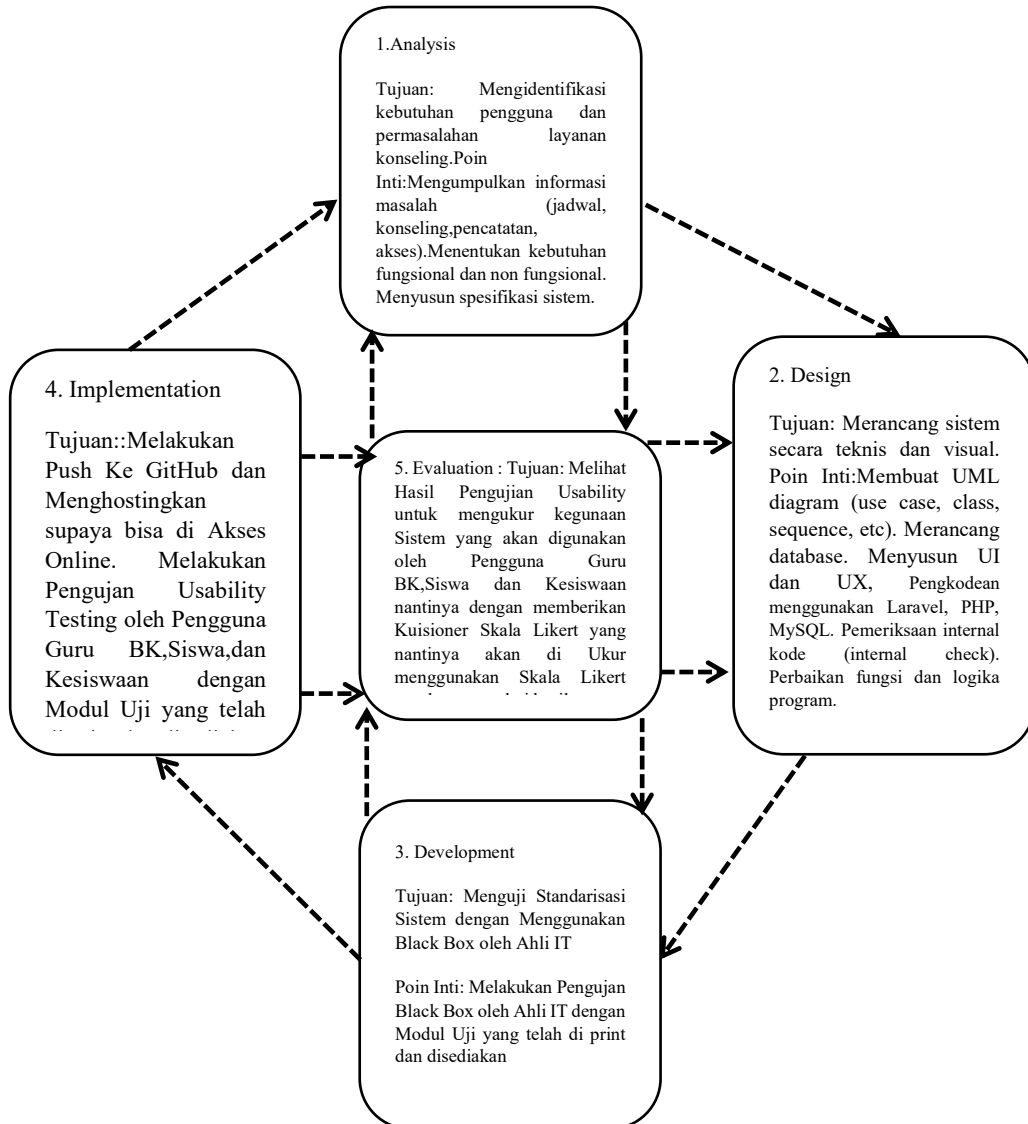 1.Analysis
Tujuan: Mengidentifikasi
kebutuhan pengguna dan
permasalahan layanan
konseling.Poin
Inti:Mengumpulkan informasi
masalah (jadwal,
konseling,pencatatan,
akses).Menentukan kebutuhan
fungsional dan non fungsional.
Menyusun spesifikasi sistem.
2. Design
Tujuan: Merancang sistem
secara teknis dan visual.
Poin Inti:Membuat UML
diagram (use case, class,
sequence, etc). Merancang
database. Menyusun UI
dan UX, Pengkodean
menggunakan Laravel, PHP,
MySQL. Pemeriksaan internal
kode (internal check).
Perbaikan fungsi dan logika
program.
3. Development
Tujuan: Menguji Standarisasi
Sistem dengan Menggunakan
Black Box oleh Ahli IT
Poin Inti: Melakukan Pengujan
Black Box oleh Ahli IT dengan
Modul Uji yang telah di print
dan disediakan
4. Implementation
Tujuan::Melakukan
Push Ke GitHub dan
Menghostingkan
supaya bisa di Akses
Online. Melakukan
Pengujan Usability
Testing oleh Pengguna
Guru BK,Siswa,dan
Kesiswaan dengan
Modul Uji yang telah
5. Evaluation : Tujuan: Melihat
Hasil Pengujian Usability
untuk mengukur kegunaan
Sistem yang akan digunakan
oleh Pengguna Guru
BK,Siswa dan Kesiswaan
nantinya dengan memberikan
Kuisioner Skala Likert yang
nantinya akan di Ukur
menggunakan Skala Likert